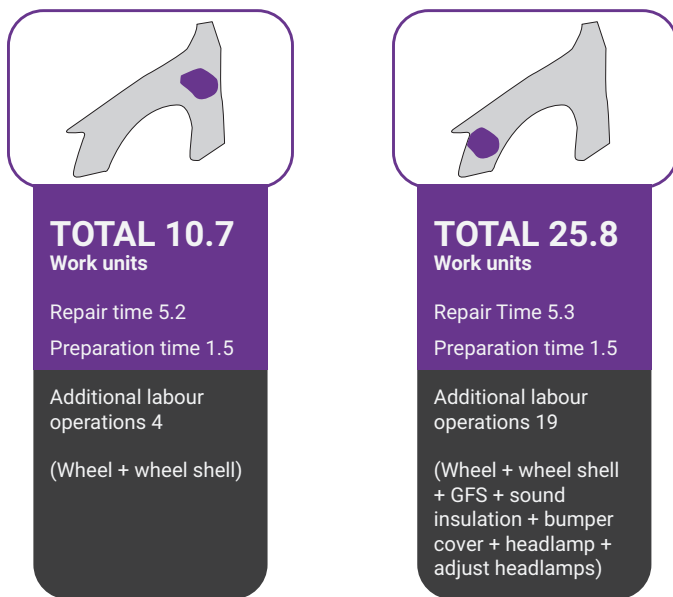 TOTAL 10.7
Work units
Repair time 5.2
Preparation time 1.5
Additional labour
operations 4
(Wheel + wheel shell)
TOTAL 25.8
Work units
Repair Time 5.3
Preparation time 1.5
Additional labour
operations 19
(Wheel + wheel shell
+ GFS + sound
insulation + bumper
cover + headlamp +
adjust headlamps)